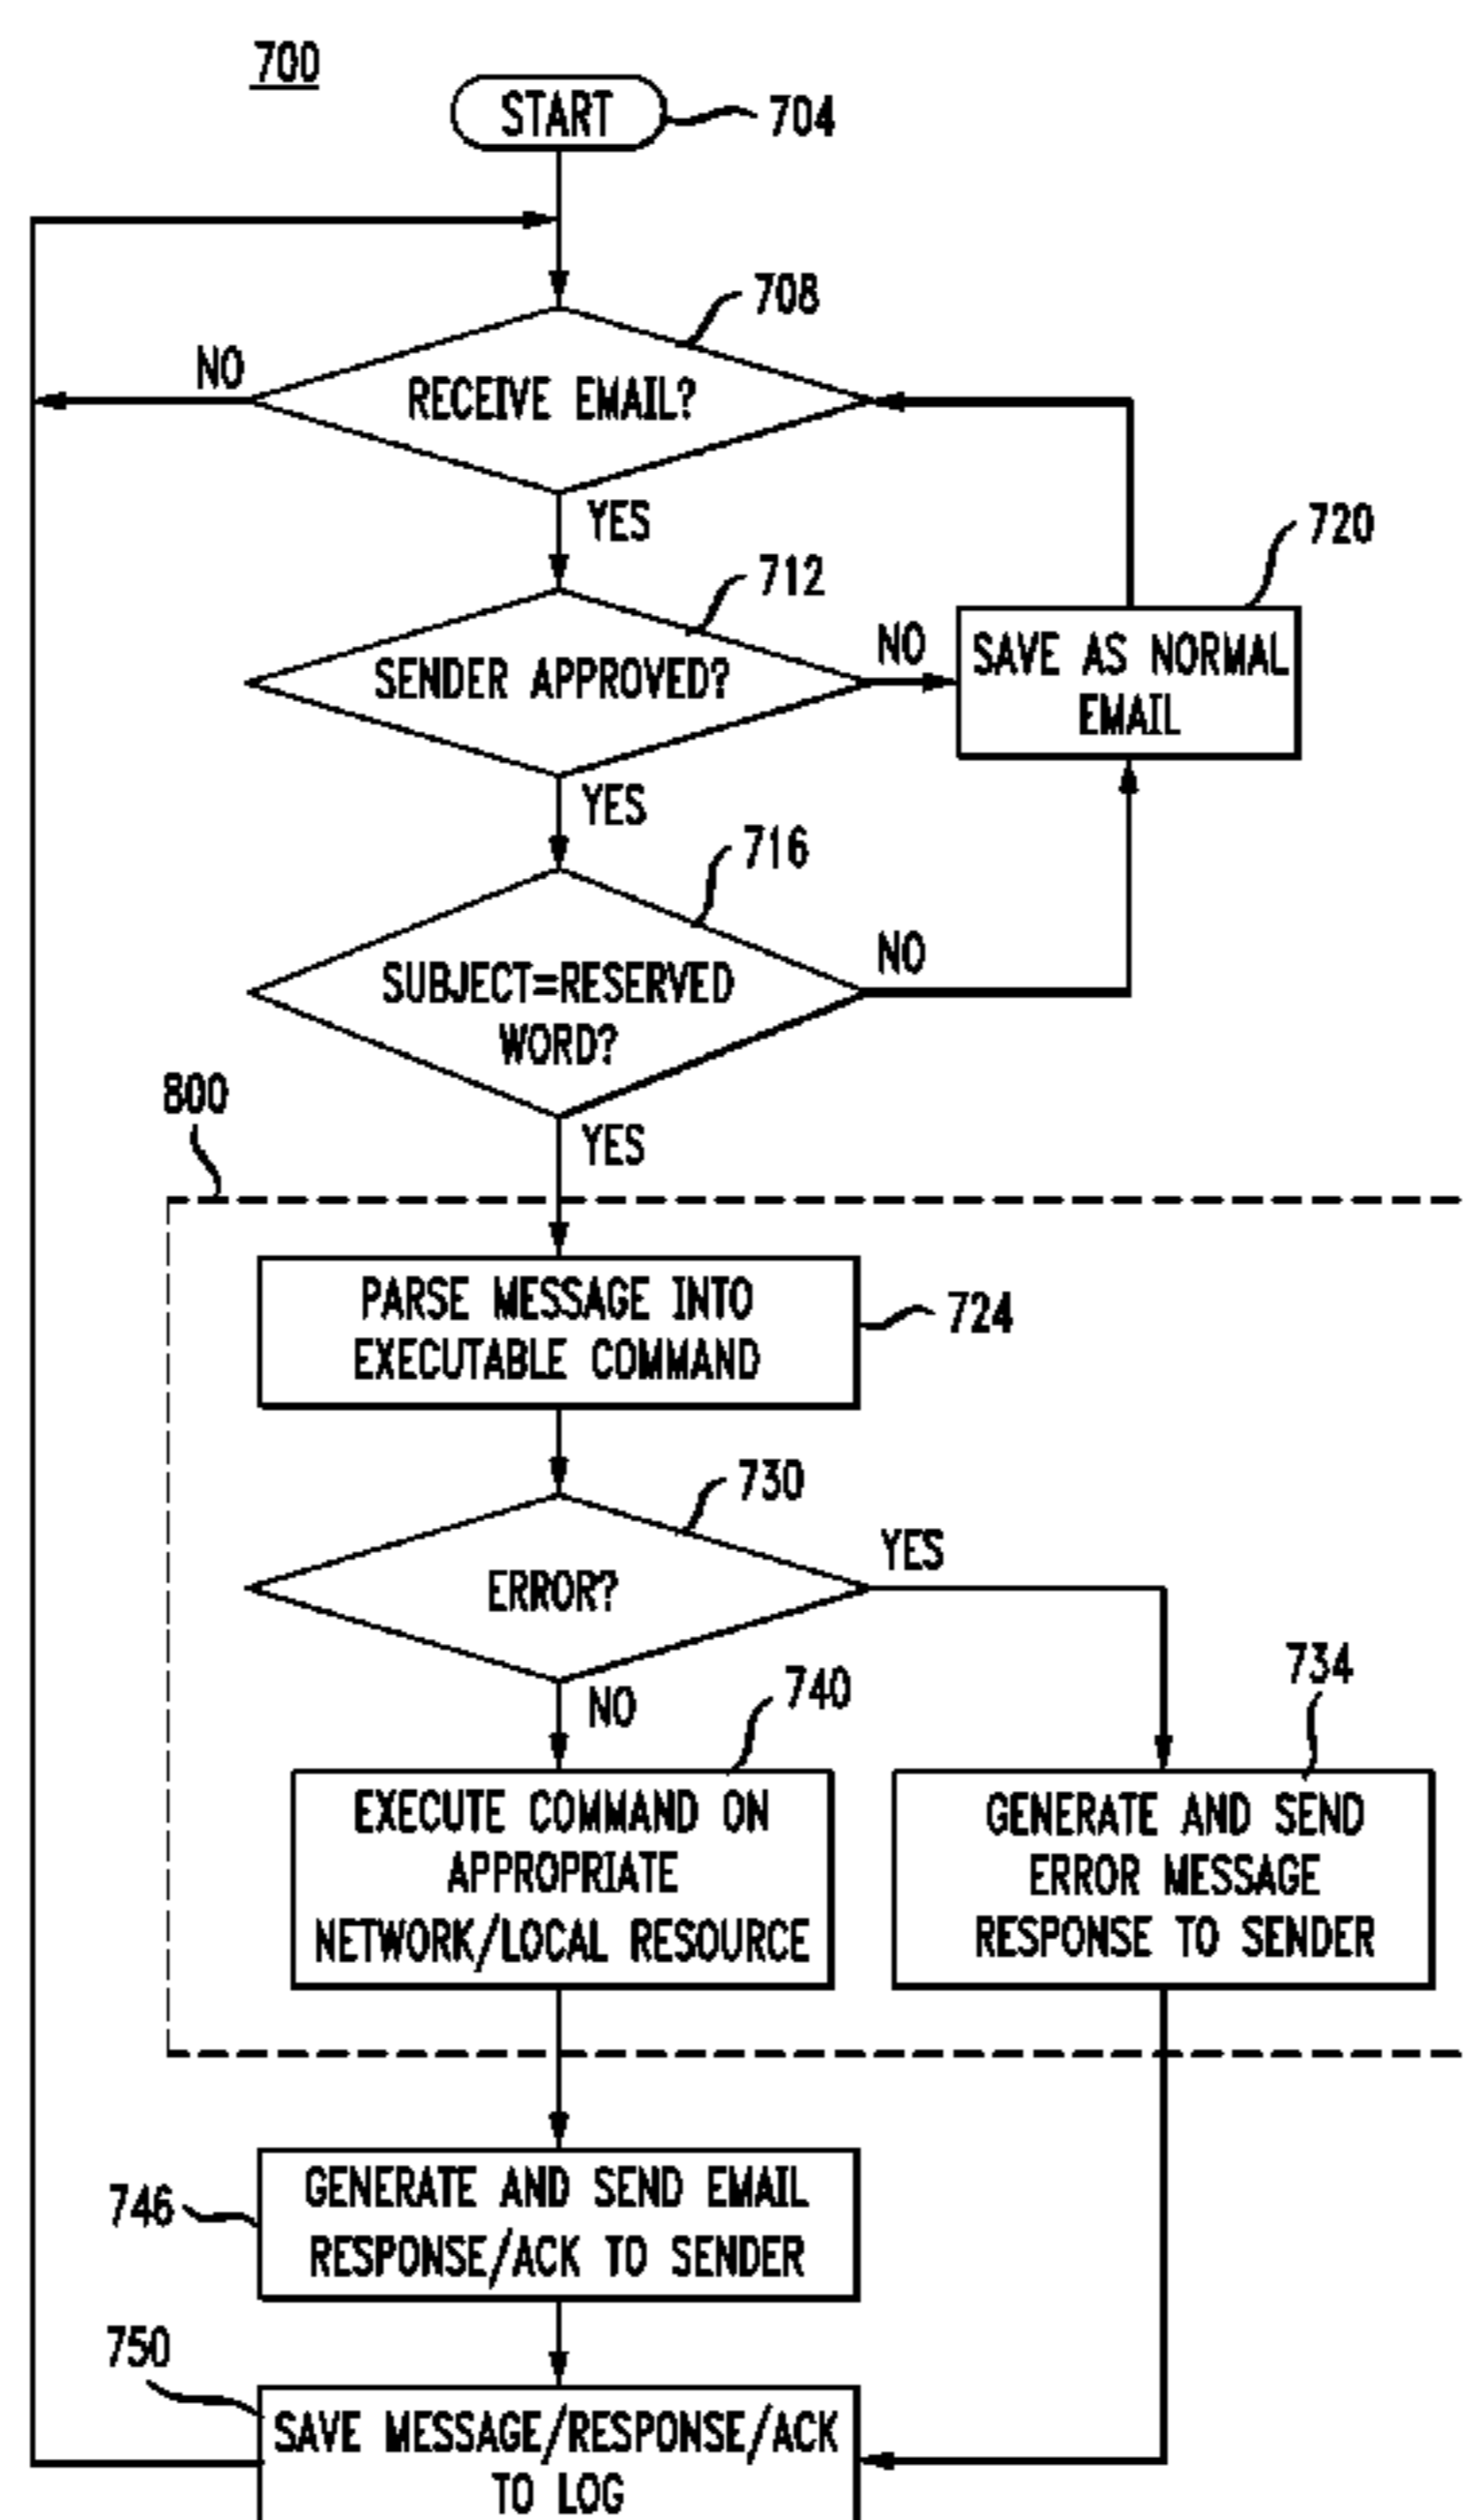 700
START
704
708
NO
RECEIVE EMAIL?
YES
720
712
NO
SAVE AS NORMAL
EMAIL
SENDER APPROVED?
YES
716
NO
SUBJECT=RESERVED
WORD?
800
YES
PARSE MESSAGE INTO
EXECUTABLE COMMAND
724
730
YES
ERROR?
734
740
NO
EXECUTE COMMAND ON
APPROPRIATE
NETWORK/LOCAL RESOURCE
GENERATE AND SEND
ERROR MESSAGE
RESPONSE TO SENDER
746
GENERATE AND SEND EMAIL
RESPONSE/ACK TO SENDER
750
SAVE MESSAGE/RESPONSE/ACK
TO LOG